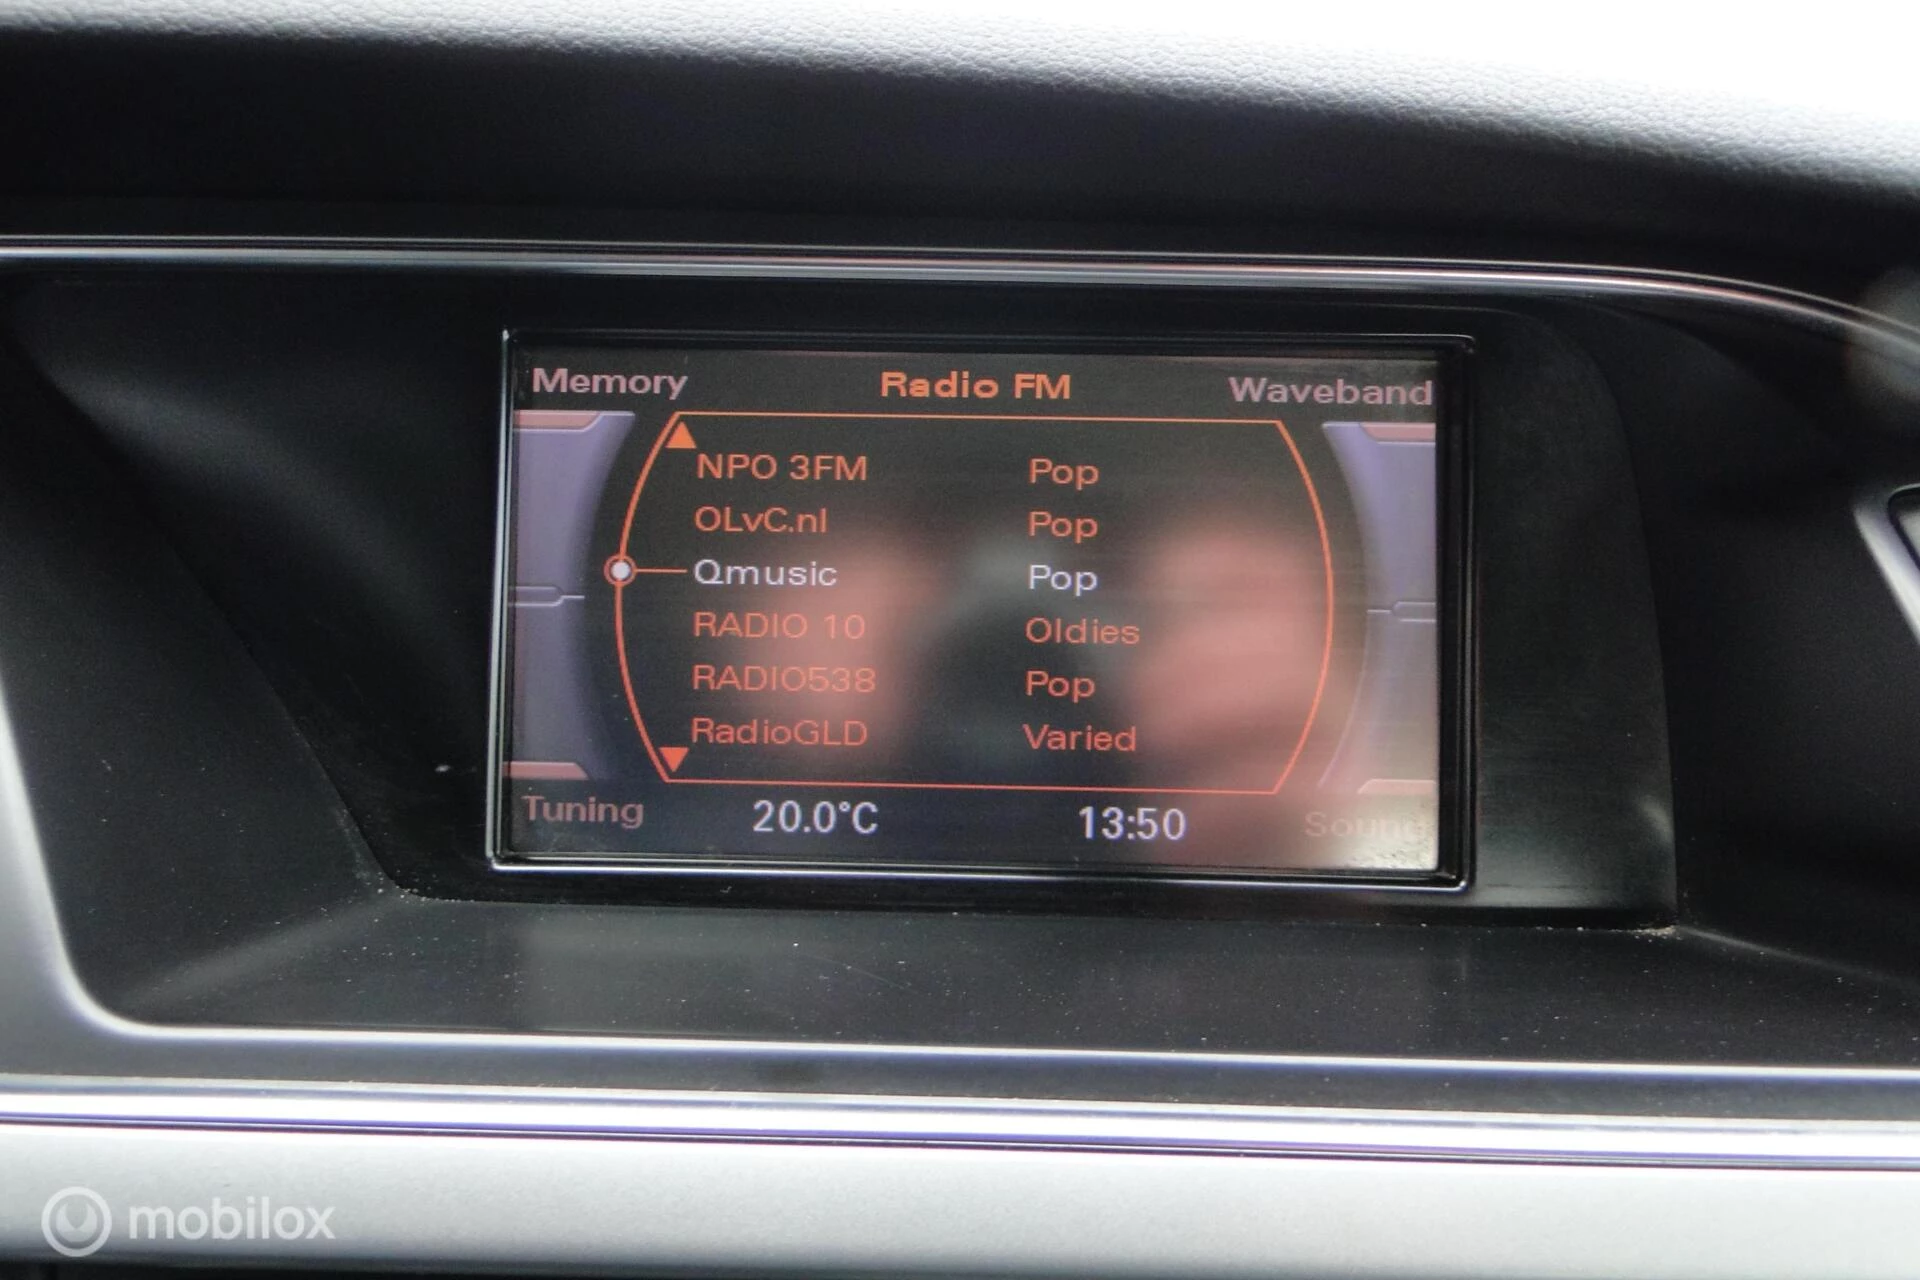 Memory Radio FM Waveband
NPO 3FM Pop
OLvC.nl Pop
Qmusic Pop
RADIO 10 Oldies
RADIO538 Pop
RadioGLD Varied
Tuning 20.0°C 13:50 Sound
mobilox